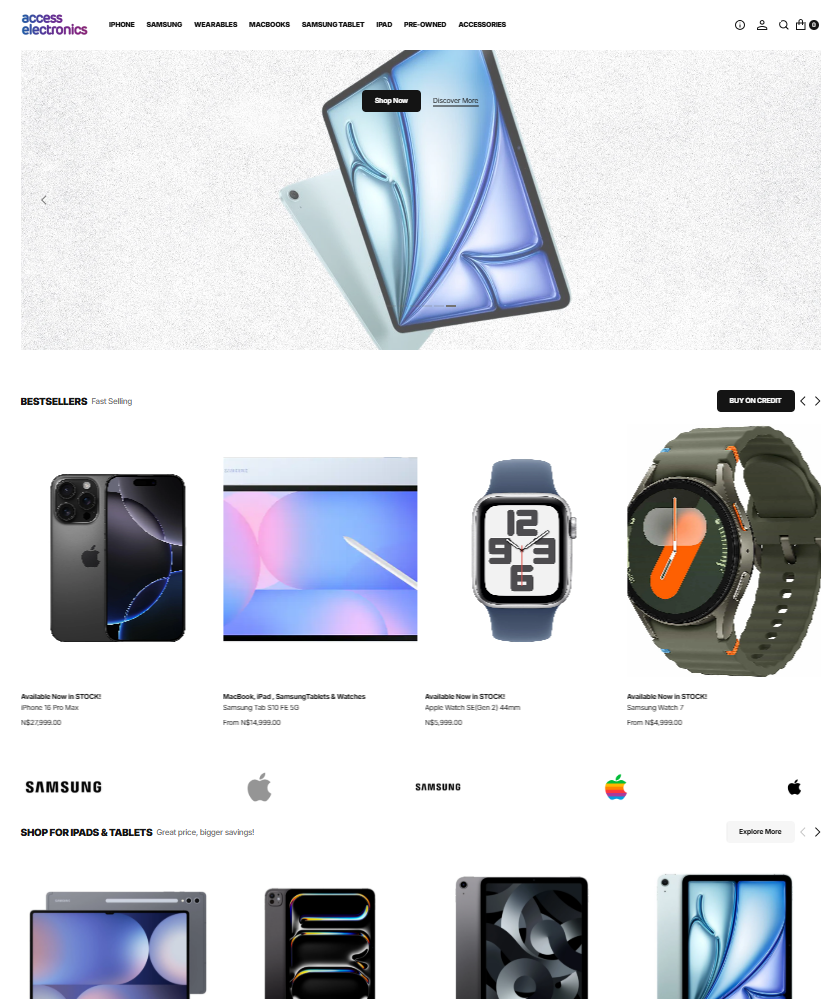 access
electronics
IPHONE SAMSUNG WEARABLES MACBOOKS SAMSUNG TABLET IPAD PRE-OWNED ACCESSORIES
0
Shop Now Discover More
BESTSELLERS Fast Selling
BUY ON CREDIT
12
9 3
6
Available Now in STOCK!
iPhone 16 Pro Max
N$27,999.00
MacBook, iPad , SamsungTablets & Watches
Samsung Tab S10 FE 5G
From N$14,999.00
Available Now in STOCK!
Apple Watch SE(Gen 2) 44mm
N$5,999.00
Available Now in STOCK!
Samsung Watch 7
From N$4,999.00
SAMSUNG
SAMSUNG
SHOP FOR IPADS & TABLETS Great price, bigger savings!
Explore More